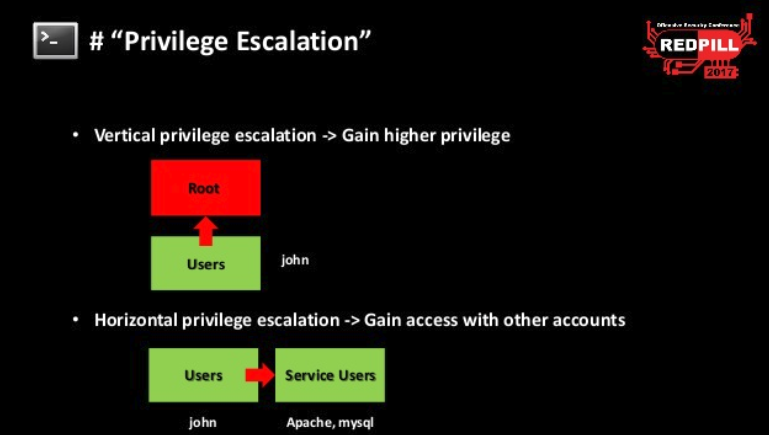 >_
# “Privilege Escalation”
Offensive Security Conference
REDPILL
2017
• Vertical privilege escalation -> Gain higher privilege
Root
Users
john
• Horizontal privilege escalation -> Gain access with other accounts
Users
Service Users
john
Apache, mysql